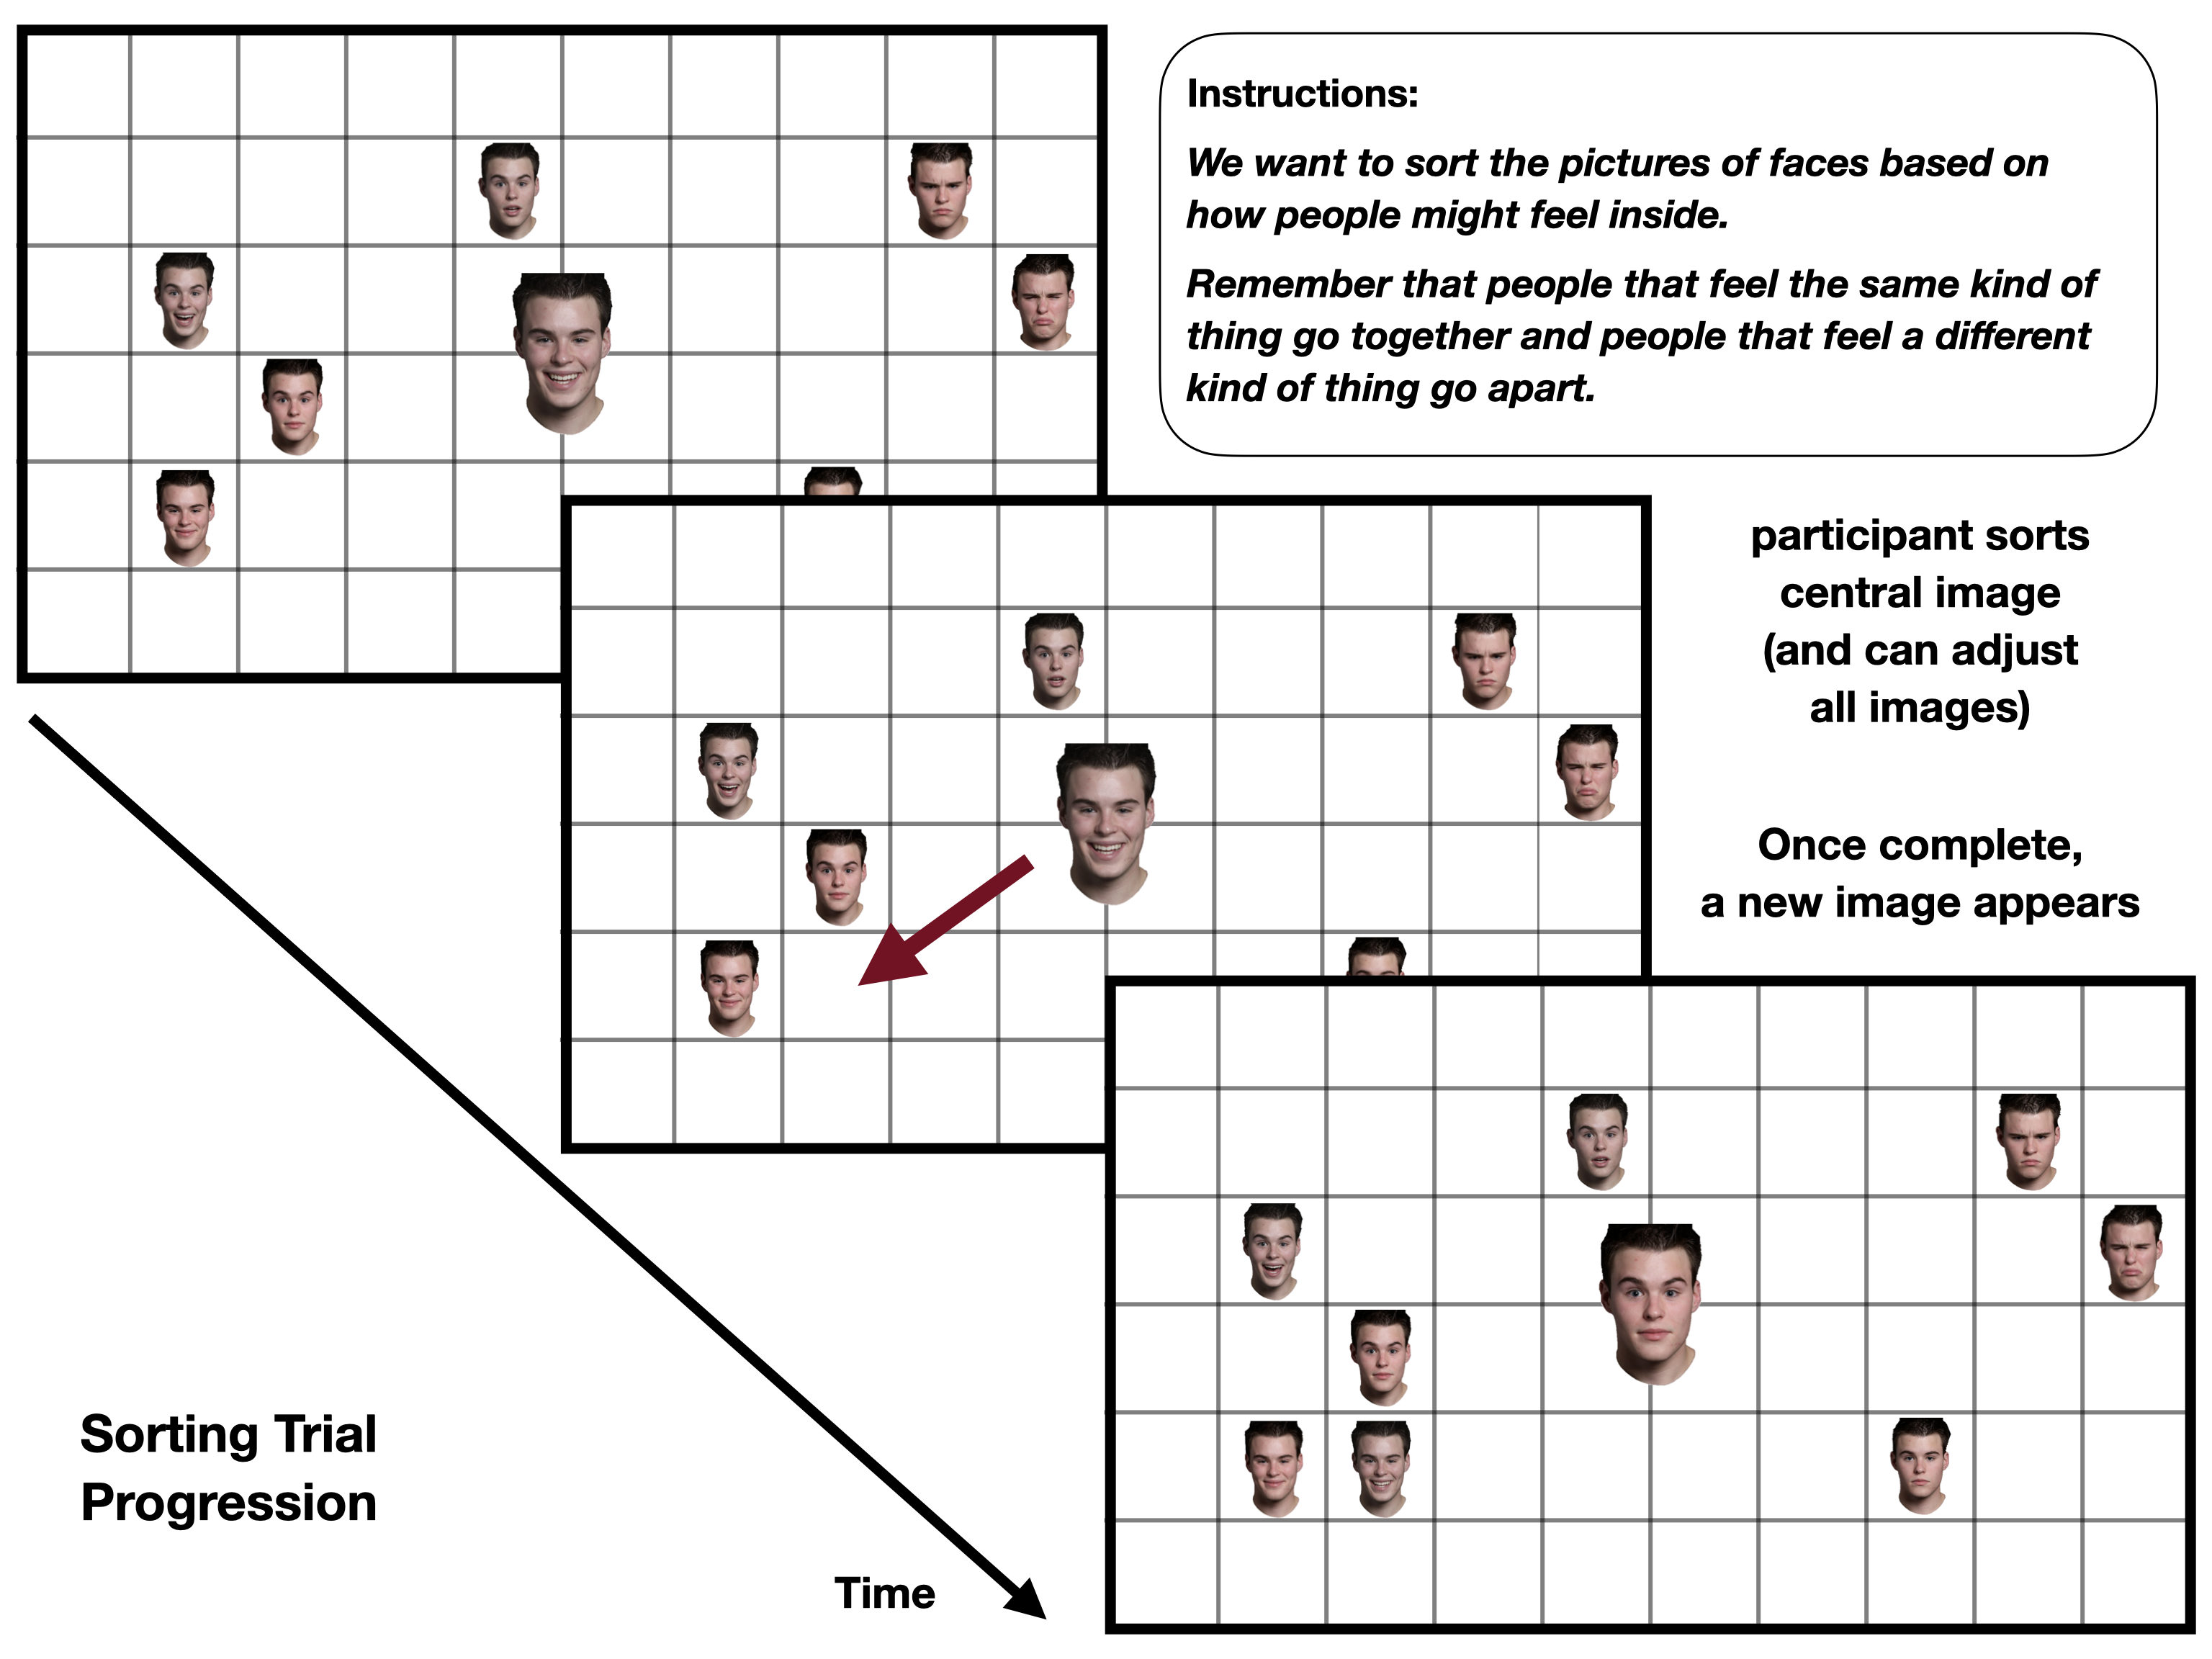 Instructions:
We want to sort the pictures of faces based on
how people might feel inside.
Remember that people that feel the same kind of
thing go together and people that feel a different
kind of thing go apart.
participant sorts
central image
(and can adjust
all images)
Once complete,
a new image appears
Sorting Trial
Progression
Time